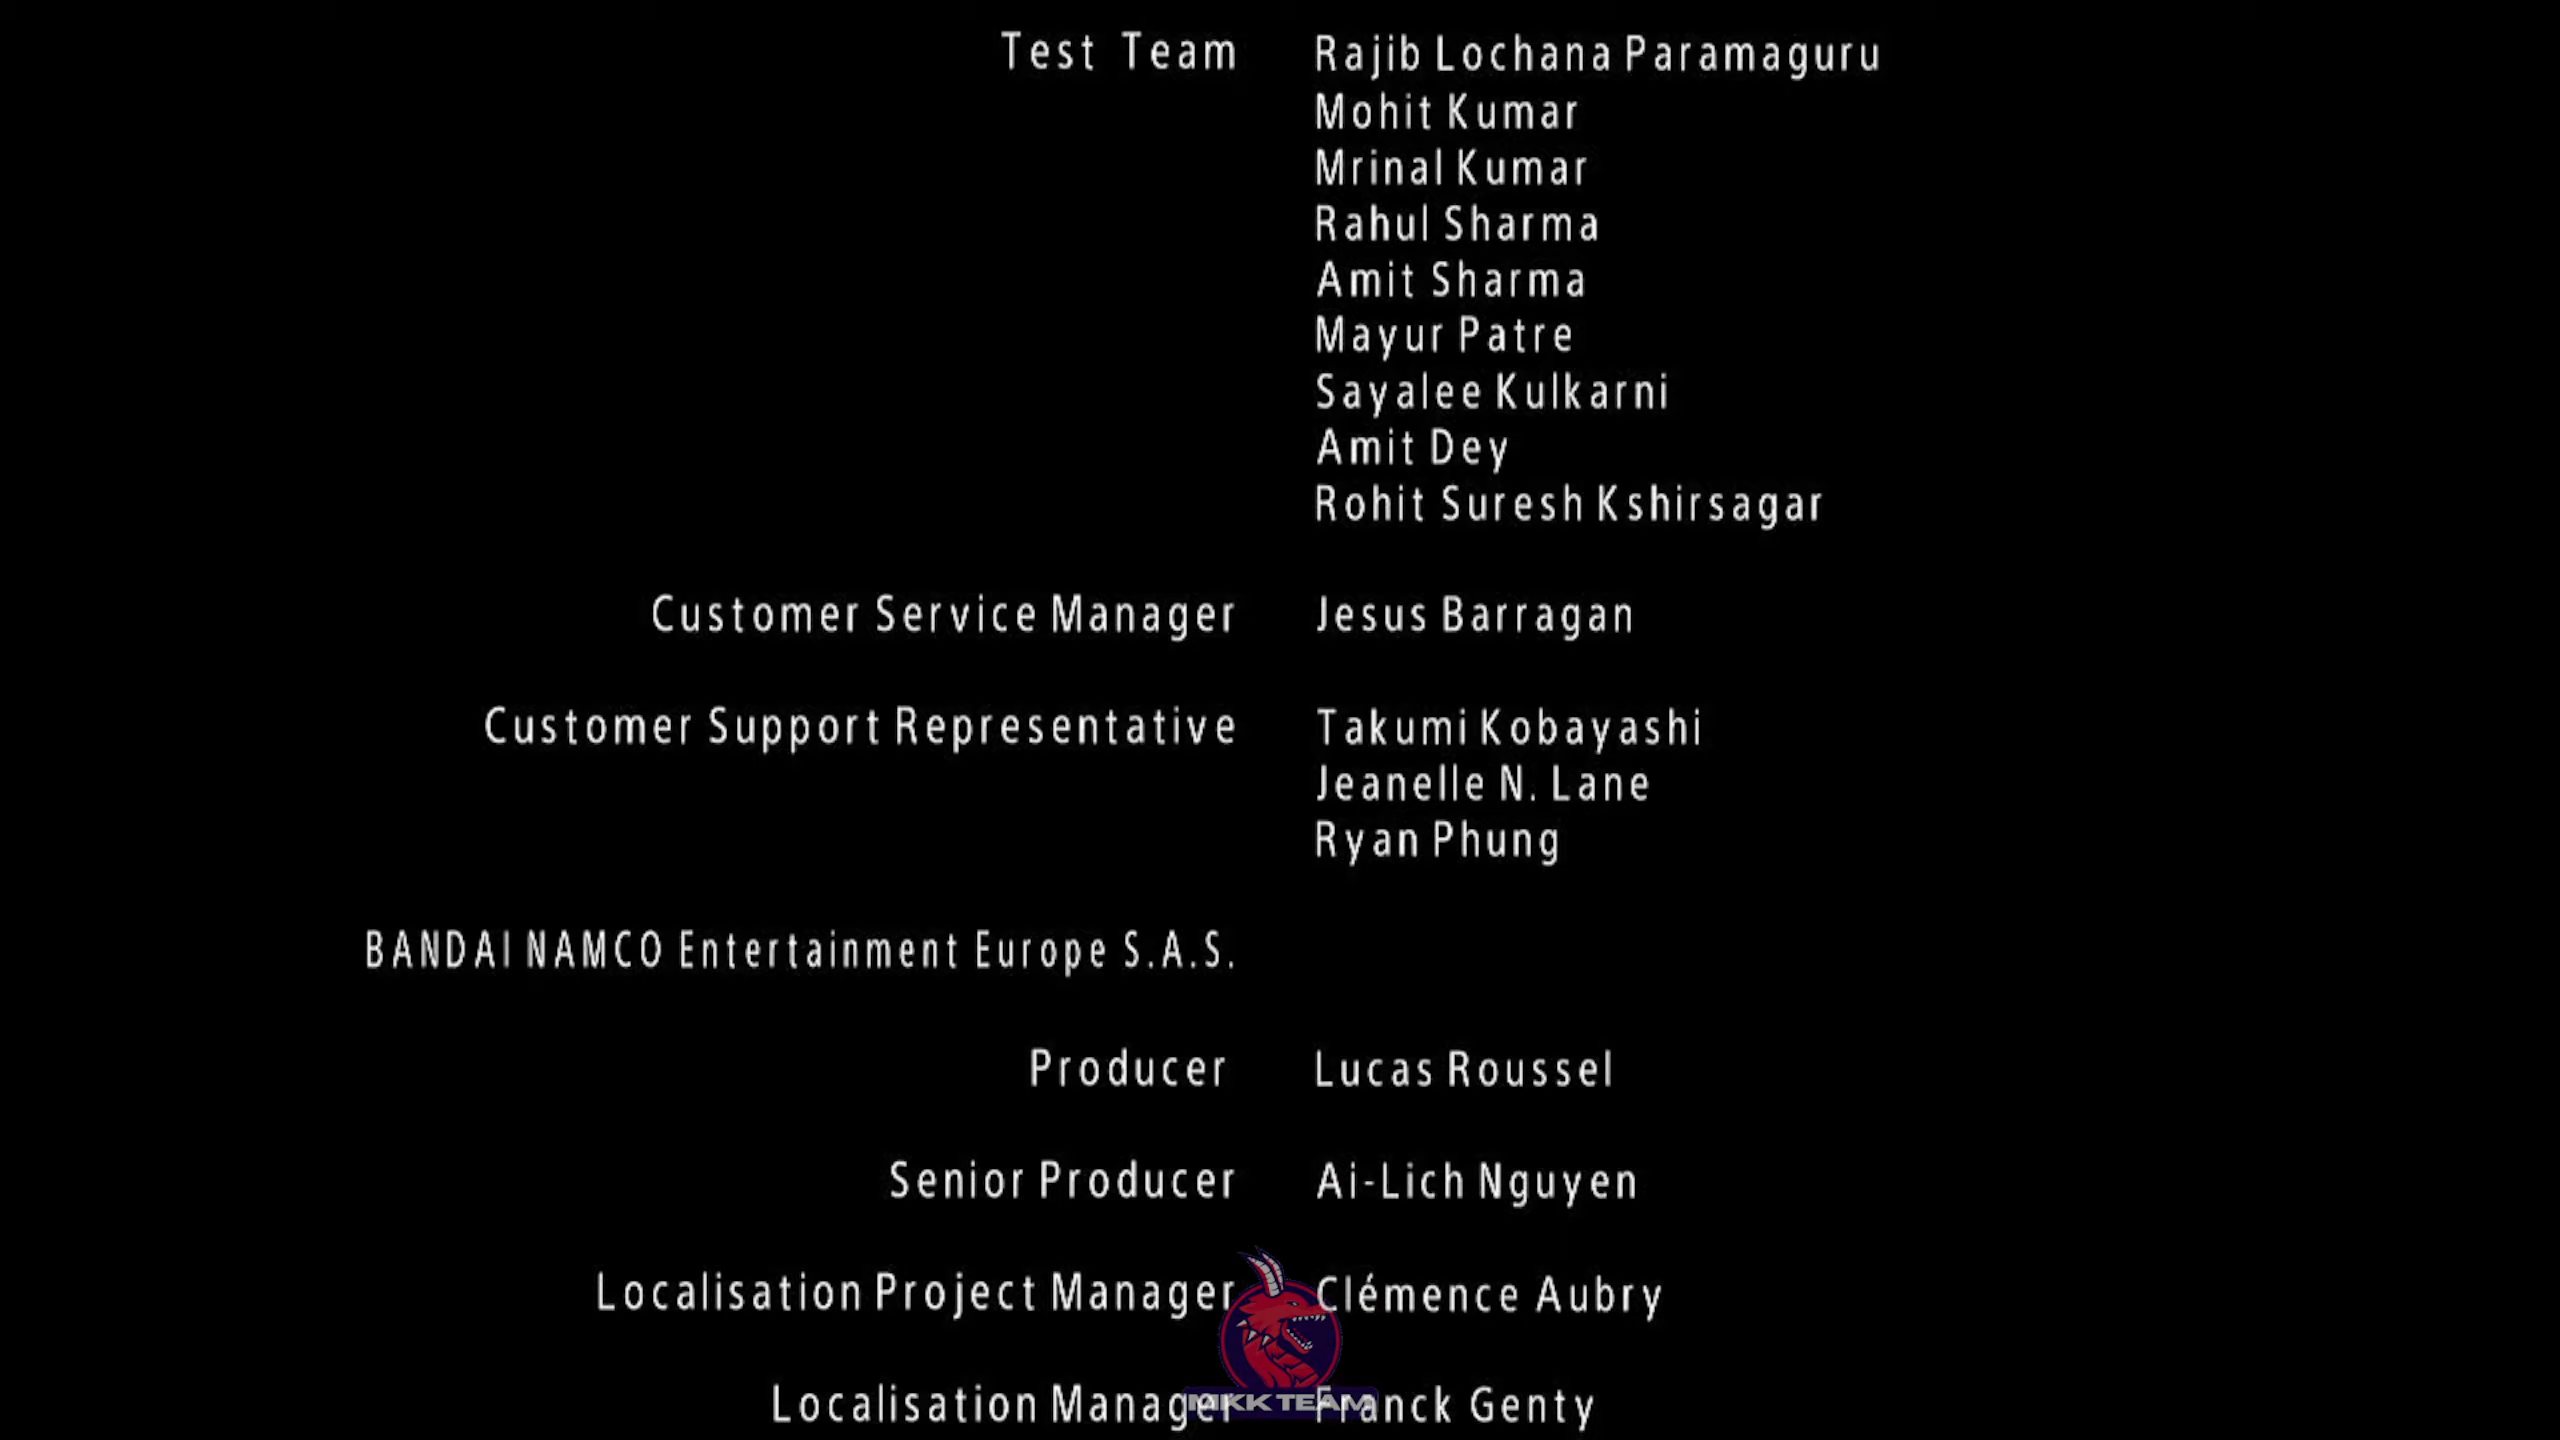 Test Team Rajib Lochana Paramaguru
Mohit Kumar
Mrinal Kumar
Rahul Sharma
Amit Sharma
Mayur Patre
Sayalee Kulkarni
Amit Dey
Rohit Suresh Kshirsagar
Customer Service Manager Jesus Barragan
Customer Support Representative Takumi Kobayashi
Jeanelle N. Lane
Ryan Phung
BANDAI NAMCO Entertainment Europe S.A.S.
Producer Lucas Roussel
Senior Producer Ai-Lich Nguyen
Localisation Project Manager Clémence Aubry
Localisation Manager Franck Genty
MKK TEAM